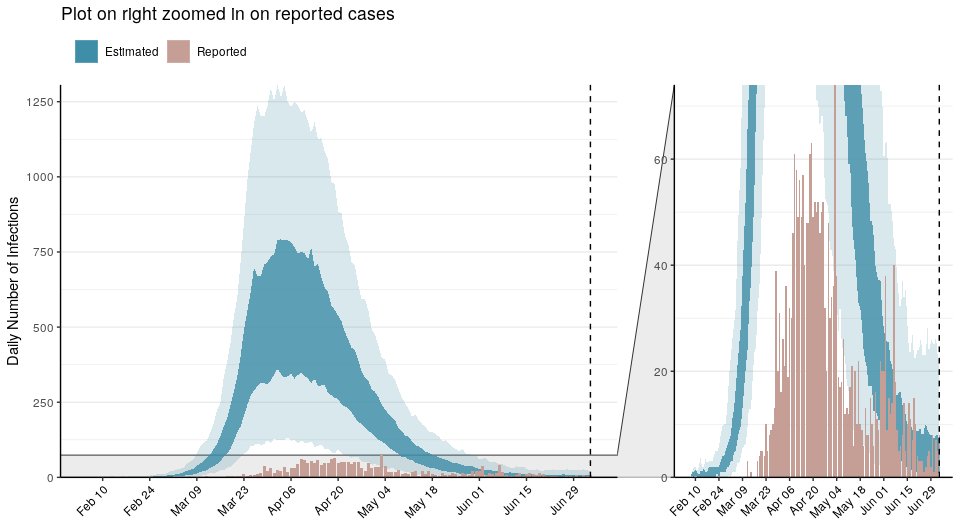 Plot on right zoomed in on reported cases
Estimated Reported
Daily Number of Infections
1250
1000
750
500
250
0
Feb 10 Feb 24 Mar 09 Mar 23 Apr 06 Apr 20 May 04 May 18 Jun 01 Jun 15 Jun 29
60
40
20
0
Feb 10 Feb 24 Mar 09 Mar 23 Apr 06 Apr 20 May 04 May 18 Jun 01 Jun 15 Jun 29